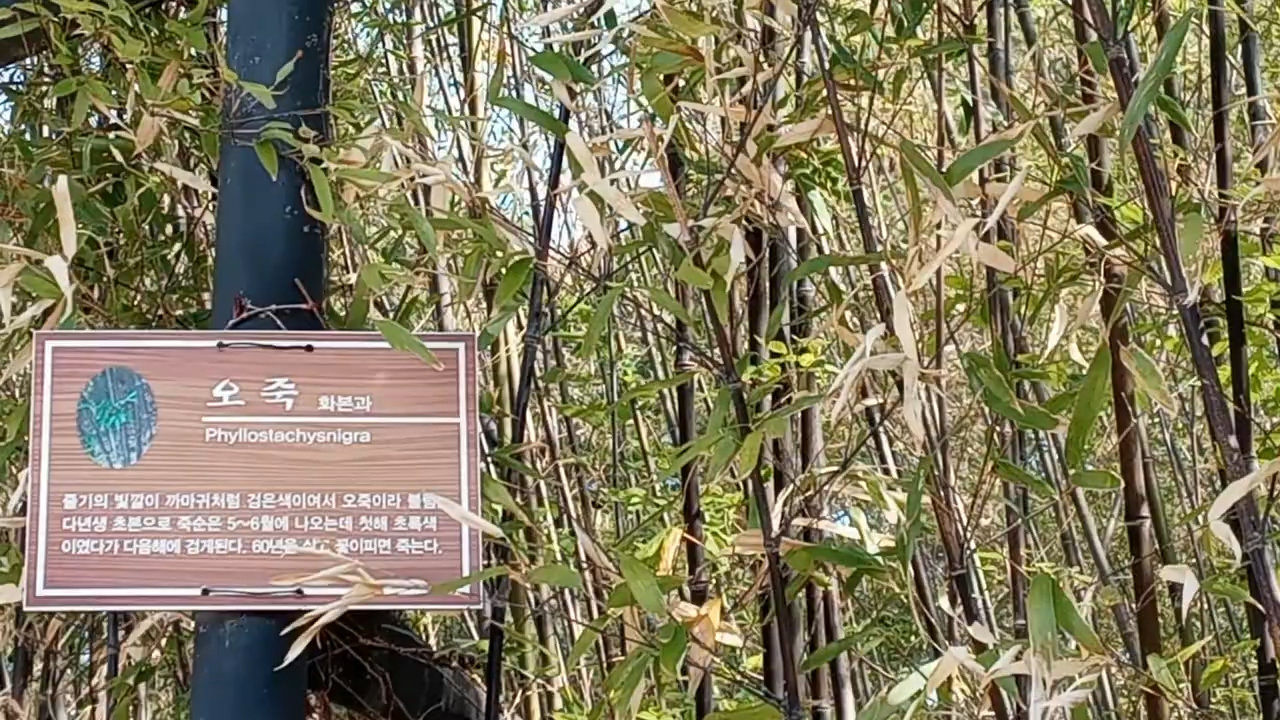 오죽 화본과
Phyllostachysnigra
줄기의 빛깔이 까마귀처럼 검은색이여서 오죽이라 불림
다년생 초본으로 죽순은 5~6월에 나오는데 첫해 초록색
이였다가 다음해에 검게된다. 60년을 꽃이피면 죽는다.